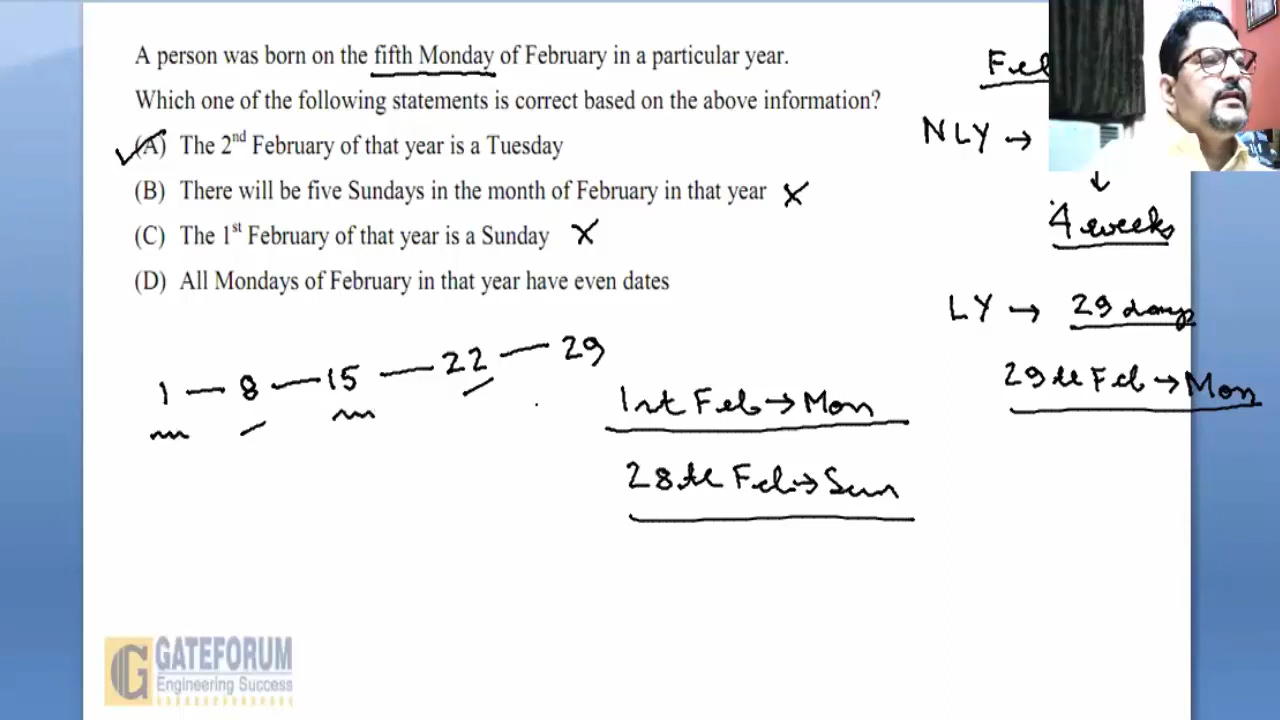 A person was born on the fifth Monday of February in a particular year.
Which one of the following statements is correct based on the above information?
(A) The 2nd February of that year is a Tuesday
(B) There will be five Sundays in the month of February in that year X
(C) The 1st February of that year is a Sunday X
(D) All Mondays of February in that year have even dates
1 — 8 — 15 — 22 — 29
1st Feb → Mon
28th Feb → Sun
Feb
NLY →
↓
4 weeks
LY → 29 days
29th Feb → Mon
GATEFORUM
Engineering Success